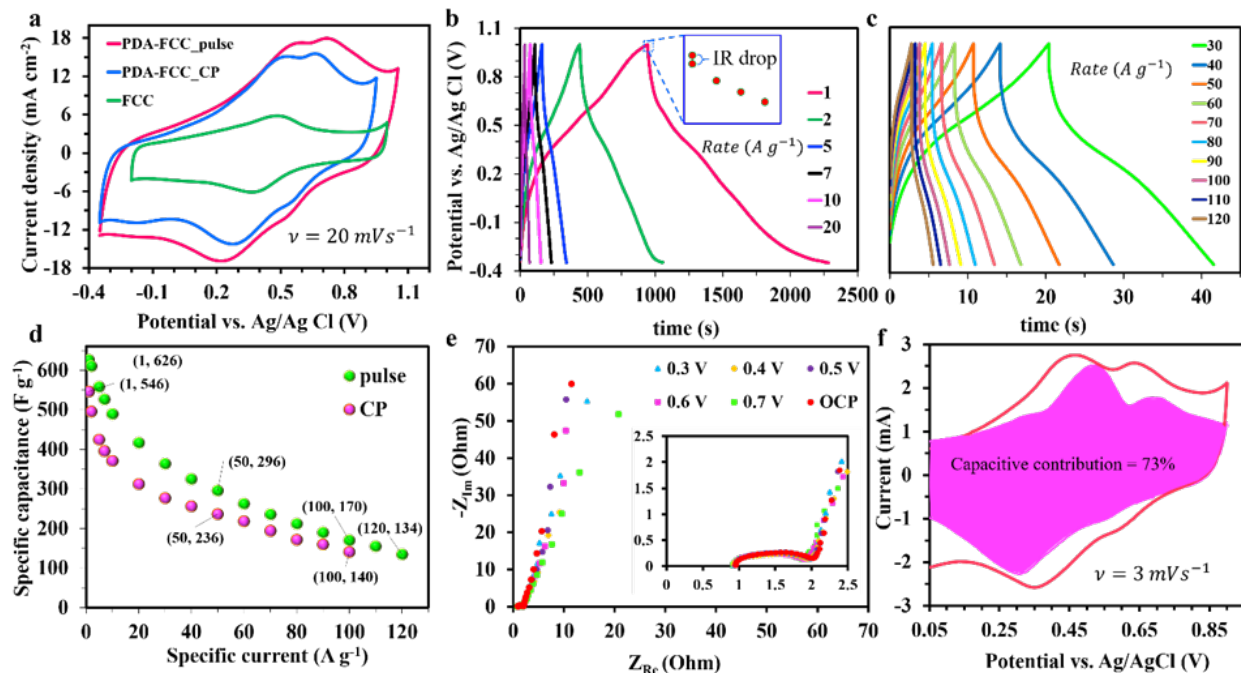 a
Current density (mA cm⁻²)
18
12
6
0
-6
-12
-18
PDA-FCC_pulse
PDA-FCC_CP
FCC
ν = 20 mVs⁻¹
-0.4 -0.1 0.2 0.5 0.8 1.1
Potential vs. Ag/Ag Cl (V)
b
Potential vs. Ag/Ag Cl (V)
1.1
0.8
0.5
0.2
-0.1
-0.4
IR drop
Rate (A g⁻¹)
1
2
5
7
10
20
0 500 1000 1500 2000 2500
time (s)
c
Rate (A g⁻¹)
30
40
50
60
70
80
90
100
110
120
0 10 20 30 40
time (s)
d
Specific capacitance (F g⁻¹)
600
500
400
300
200
100
0
(1, 626)
(1, 546)
pulse
CP
(50, 296)
(100, 170)
(120, 134)
(50, 236)
(100, 140)
0 20 40 60 80 100 120
Specific current (A g⁻¹)
e
-Z_Im (Ohm)
70
60
50
40
30
20
10
0
0.3 V 0.4 V 0.5 V
0.6 V 0.7 V OCP
2.5
2
1.5
1
0.5
0
0 0.5 1 1.5 2 2.5
0 10 20 30 40 50 60 70
Z_Re (Ohm)
f
Current (mA)
3
2
1
0
-1
-2
-3
Capacitive contribution = 73%
ν = 3 mVs⁻¹
0.05 0.25 0.45 0.65 0.85
Potential vs. Ag/AgCl (V)